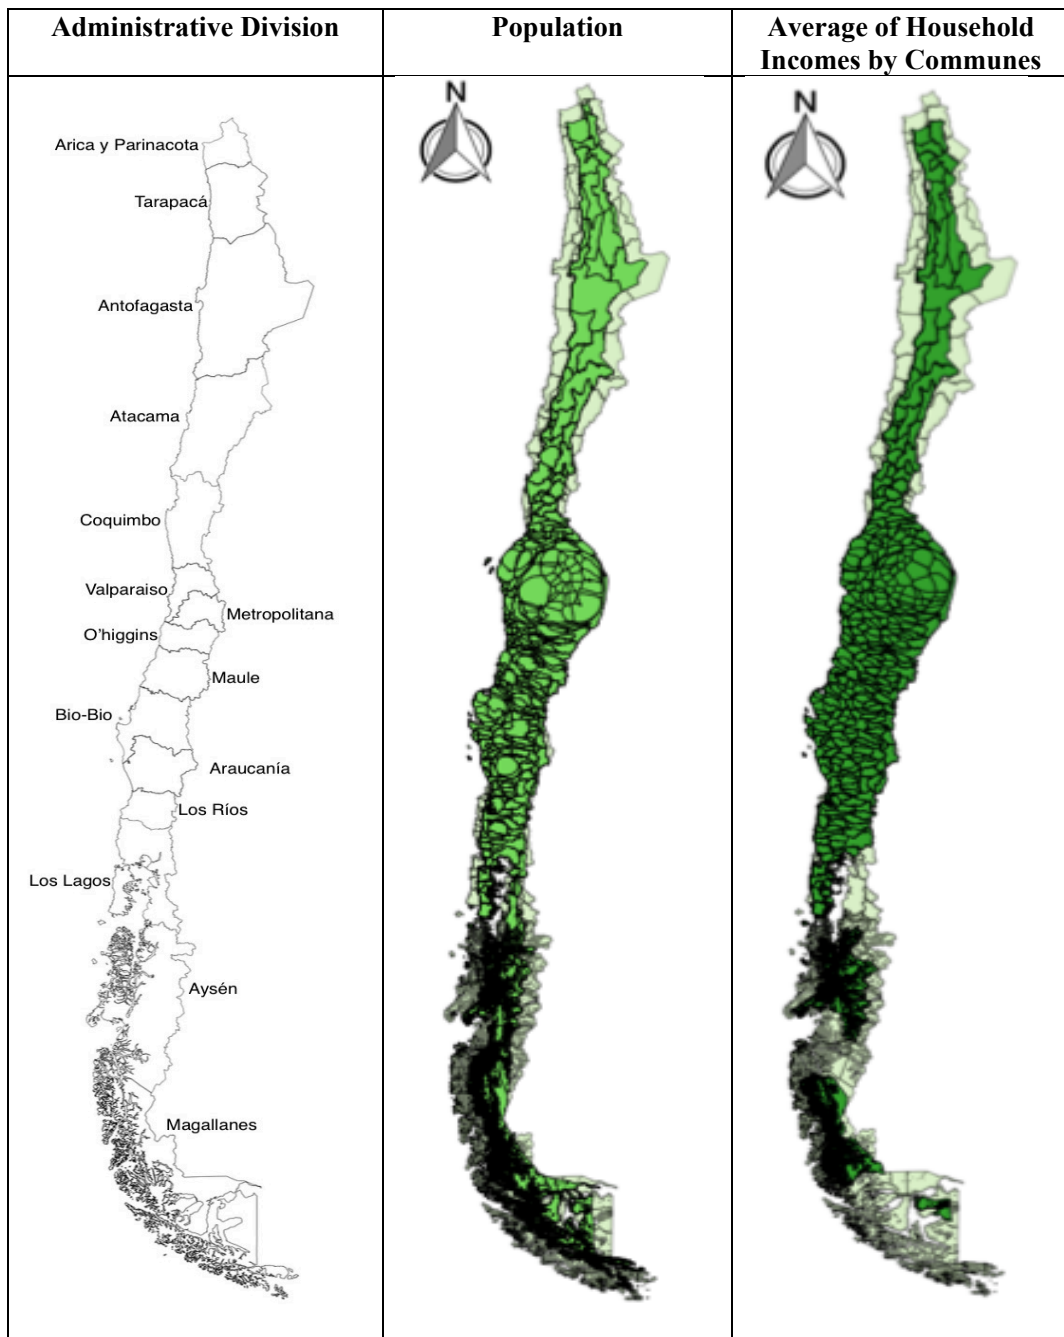 Administrative Division
Population
Average of Household
Incomes by Communes
N
N
Arica y Parinacota
Tarapacá
Antofagasta
Atacama
Coquimbo
Valparaiso
Metropolitana
O'higgins
Maule
Bio-Bio
Araucanía
Los Ríos
Los Lagos
Aysén
Magallanes